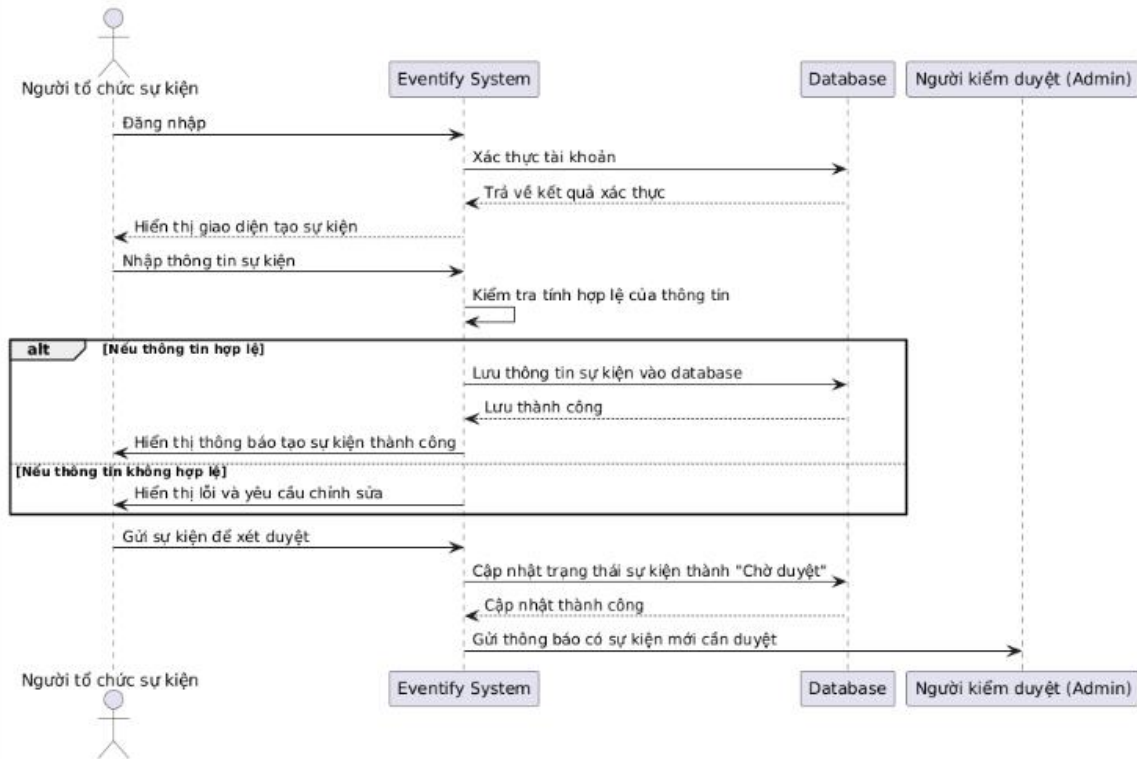 Người tổ chức sự kiện
Eventify System
Database
Người kiểm duyệt (Admin)
Đăng nhập
Xác thực tài khoản
Trả về kết quả xác thực
Hiển thị giao diện tạo sự kiện
Nhập thông tin sự kiện
Kiểm tra tính hợp lệ của thông tin
alt
[Nếu thông tin hợp lệ]
Lưu thông tin sự kiện vào database
Lưu thành công
Hiển thị thông báo tạo sự kiện thành công
[Nếu thông tin không hợp lệ]
Hiển thị lỗi và yêu cầu chỉnh sửa
Gửi sự kiện để xét duyệt
Cập nhật trạng thái sự kiện thành "Chờ duyệt"
Cập nhật thành công
Gửi thông báo có sự kiện mới cần duyệt
Người tổ chức sự kiện
Eventify System
Database
Người kiểm duyệt (Admin)